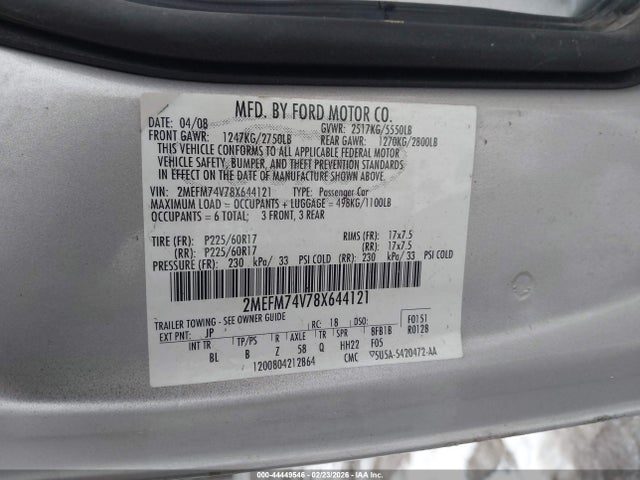 MFD. BY FORD MOTOR CO.
DATE: 04/08 GVWR: 2517KG/5550LB
FRONT GAWR: 1247KG/2750LB REAR GAWR: 1270KG/2800LB
THIS VEHICLE CONFORMS TO ALL APPLICABLE FEDERAL MOTOR
VEHICLE SAFETY, BUMPER, AND THEFT PREVENTION STANDARDS
IN EFFECT ON THE DATE OF MANUFACTURE SHOWN ABOVE.
VIN: 2MEFM74V78X644121 TYPE: Passenger Car
MAXIMUM LOAD = OCCUPANTS + LUGGAGE = 498KG/1100LB
OCCUPANTS = 6 TOTAL; 3 FRONT, 3 REAR
TIRE (FR): P225/60R17 RIMS (FR): 17x7.5
(RR): P225/60R17 (RR): 17x7.5
PRESSURE (FR): 230 kPa/ 33 PSI COLD (RR): 230 kPa/ 33 PSI COLD
2MEFM74V78X644121
TRAILER TOWING - SEE OWNER GUIDE
EXT PNT: JP RC: 18 F0151
INT TR TP/PS R AXLE TR SPR BFB1B R0128
BL B Z 58 Q HH22 F05
1200804212864 CMC SU5A-5420472-AA
000 - 44449546 - 02/23/2026 - COPYRIGHT © IAA, LLC